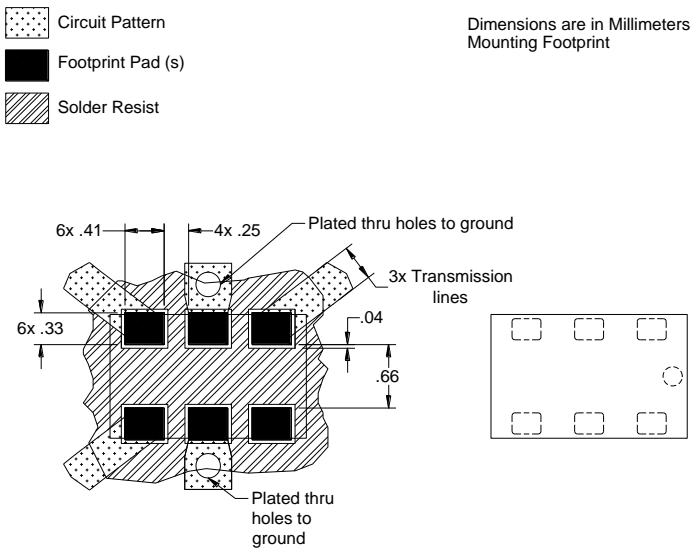 Circuit Pattern
Dimensions are in Millimeters
Mounting Footprint
Footprint Pad (s)
Solder Resist
6x .41
4x .25
Plated thru holes to ground
3x Transmission
lines
6x .33
.04
.66
Plated thru
holes to
ground